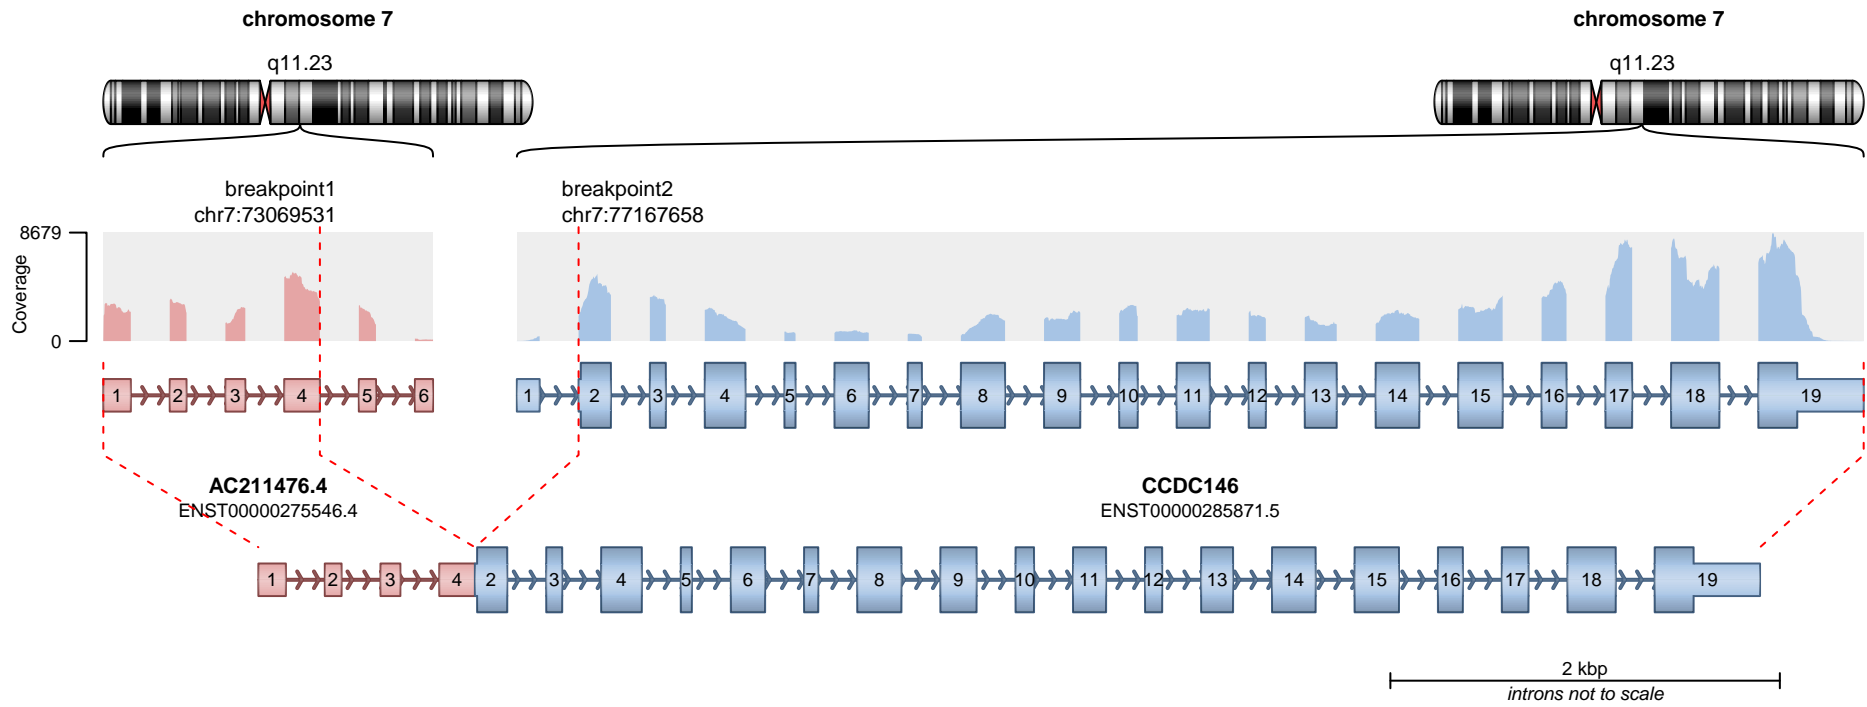 chromosome 7
chromosome 7
q11.23
q11.23
breakpoint1
chr7:73069531
breakpoint2
chr7:77167658
8679
Coverage
0
1 2 3 4 5 6
1 2 3 4 5 6 7 8 9 10 11 12 13 14 15 16 17 18 19
AC211476.4
ENST00000275546.4
CCDC146
ENST00000285871.5
1 2 3 4 2 3 4 5 6 7 8 9 10 11 12 13 14 15 16 17 18 19
2 kbp
introns not to scale